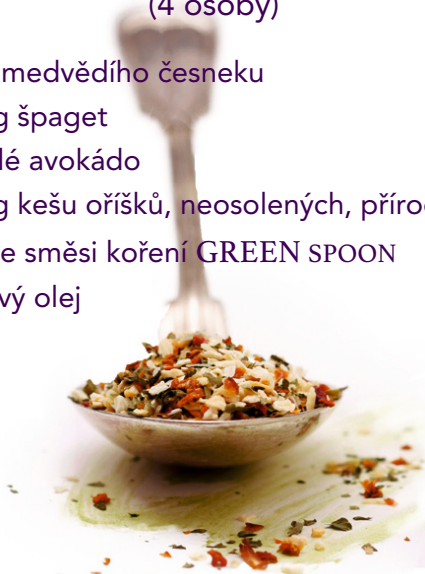 (4 osoby)
medvědího česneku
g špaget
lé avokádo
g kešu oříšků, neosolených, příro
e směsi koření GREEN SPOON
vý olej